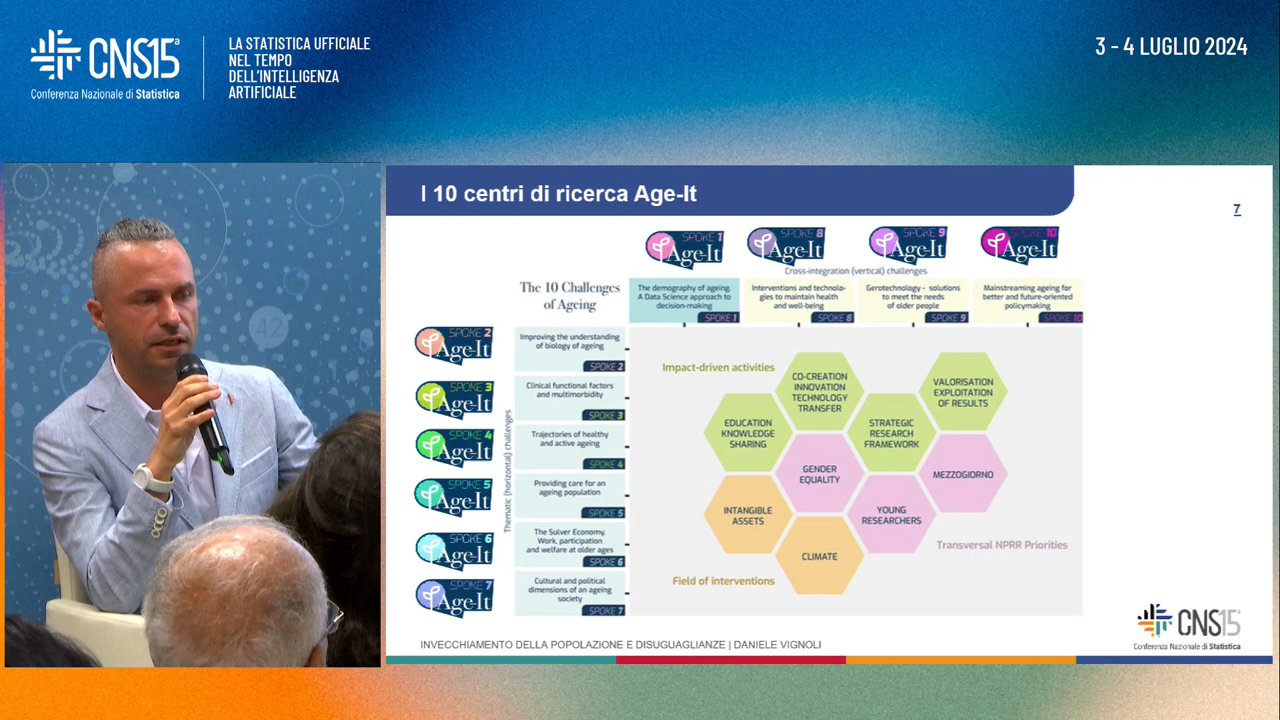 CNS15ª
Conferenza Nazionale di Statistica
LA STATISTICA UFFICIALE
NEL TEMPO
DELL'INTELLIGENZA
ARTIFICIALE
3 - 4 LUGLIO 2024
I 10 centri di ricerca Age-It
7
SPOKE 1
Age-It
SPOKE 8
Age-It
SPOKE 9
Age-It
SPOKE 10
Age-It
Cross-integration (vertical) challenges
The 10 Challenges
of Ageing
The demography of ageing.
A Data Science approach to
decision-making
SPOKE 1
Interventions and technolo-
gies to maintain health
and well-being
SPOKE 8
Gerotechnology - solutions
to meet the needs
of older people
SPOKE 9
Mainstreaming ageing for
better and future-oriented
policymaking
SPOKE 10
Thematic (horizontal) challenges
SPOKE 2
Age-It
Improving the understanding
of biology of ageing
SPOKE 2
SPOKE 3
Age-It
Clinical functional factors
and multimorbidity
SPOKE 3
SPOKE 4
Age-It
Trajectories of healthy
and active ageing
SPOKE 4
SPOKE 5
Age-It
Providing care for an
ageing population
SPOKE 5
SPOKE 6
Age-It
The Sulver Economy.
Work, participation
and welfare at older ages
SPOKE 6
SPOKE 7
Age-It
Cultural and political
dimensions of an ageing
society
SPOKE 7
Impact-driven activities
CO-CREATION
INNOVATION
TECHNOLOGY
TRANSFER
VALORISATION
EXPLOITATION
OF RESULTS
EDUCATION
KNOWLEDGE
SHARING
STRATEGIC
RESEARCH
FRAMEWORK
GENDER
EQUALITY
MEZZOGIORNO
INTANGIBLE
ASSETS
YOUNG
RESEARCHERS
CLIMATE
Transversal NPRR Priorities
Field of interventions
INVECCHIAMENTO DELLA POPOLAZIONE E DISUGUAGLIANZE | DANIELE VIGNOLI
CNS15ª
Conferenza Nazionale di Statistica